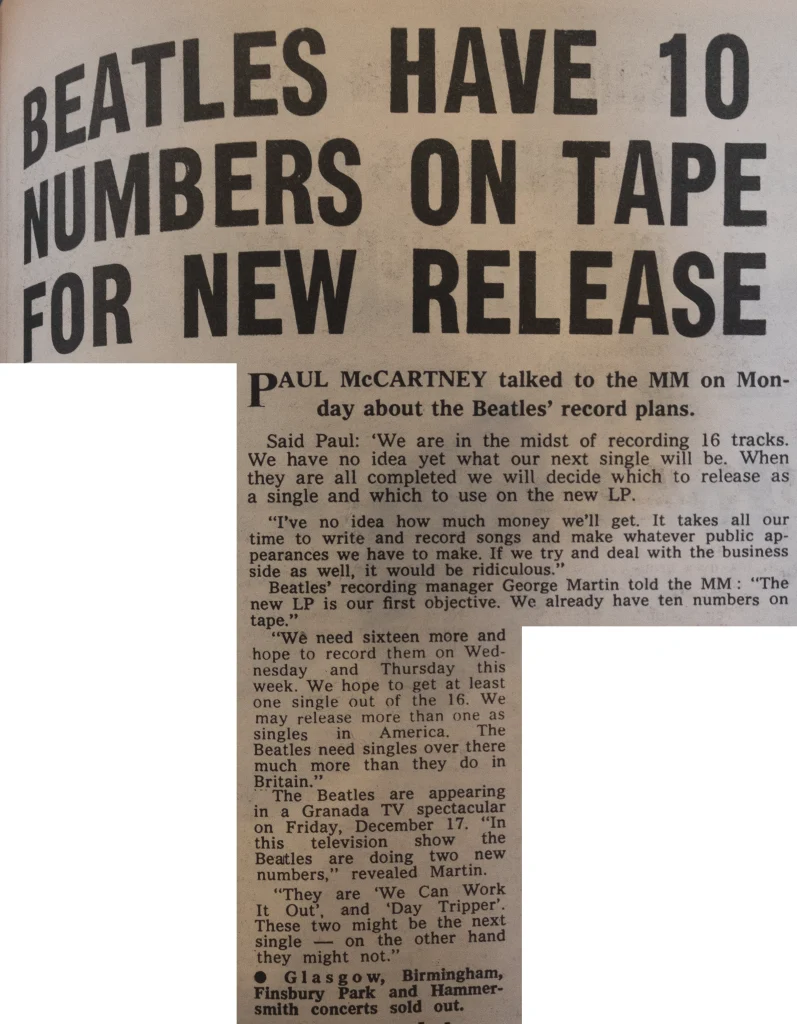 BEATLES HAVE 10
NUMBERS ON TAPE
FOR NEW RELEASE
PAUL McCARTNEY talked to the MM on Mon-
day about the Beatles' record plans.
Said Paul: 'We are in the midst of recording 16 tracks.
We have no idea yet what our next single will be. When
they are all completed we will decide which to release as
a single and which to use on the new LP.
"I've no idea how much money we'll get. It takes all our
time to write and record songs and make whatever public ap-
pearances we have to make. If we try and deal with the business
side as well, it would be ridiculous."
Beatles' recording manager George Martin told the MM : "The
new LP is our first objective. We already have ten numbers on
tape."
"We need sixteen more and
hope to record them on Wed-
nesday and Thursday this
week. We hope to get at least
one single out of the 16. We
may release more than one as
singles in America. The
Beatles need singles over there
much more than they do in
Britain."
The Beatles are appearing
in a Granada TV spectacular
on Friday, December 17. "In
this television show the
Beatles are doing two new
numbers," revealed Martin.
"They are 'We Can Work
It Out', and 'Day Tripper'.
These two might be the next
single — on the other hand
they might not."
● Glasgow, Birmingham,
Finsbury Park and Hammer-
smith concerts sold out.